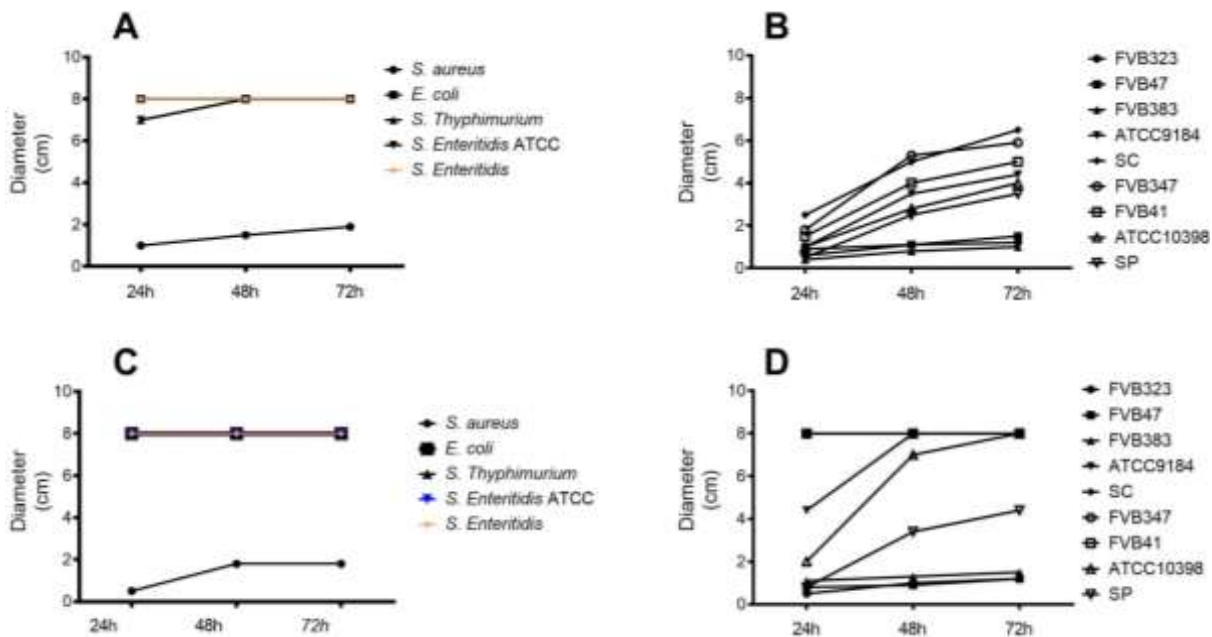 A
10
8
6
4
2
0
Diameter
(cm)
24h
48h
72h
S. aureus
E. coli
S. Thyphimurium
S. Enteritidis ATCC
S. Enteritidis
B
10
8
6
4
2
0
Diameter
(cm)
24h
48h
72h
FVB323
FVB47
FVB383
ATCC9184
SC
FVB347
FVB41
ATCC10398
SP
C
10
8
6
4
2
0
Diameter
(cm)
24h
48h
72h
S. aureus
E. coli
S. Thyphimurium
S. Enteritidis ATCC
S. Enteritidis
D
10
8
6
4
2
0
Diameter
(cm)
24h
48h
72h
FVB323
FVB47
FVB383
ATCC9184
SC
FVB347
FVB41
ATCC10398
SP